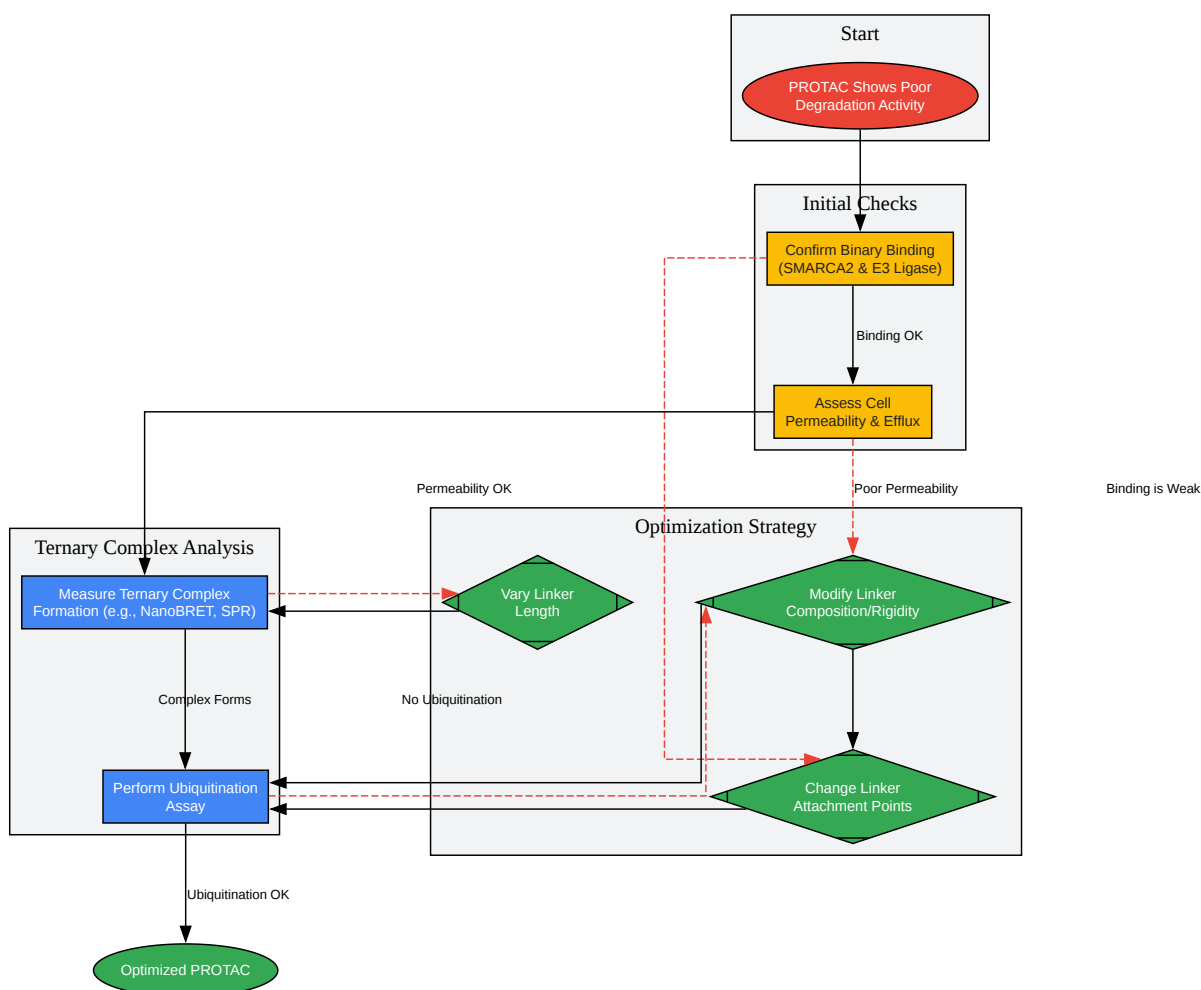 Start
PROTAC Shows Poor
Degradation Activity
Initial Checks
Confirm Binary Binding
(SMARCA2 & E3 Ligase)
Binding OK
Assess Cell
Permeability & Efflux
Permeability OK
Poor Permeability
Binding is Weak
Optimization Strategy
Ternary Complex Analysis
Measure Ternary Complex
Formation (e.g., NanoBRET, SPR)
Vary Linker
Length
Modify Linker
Composition/Rigidity
Complex Forms
No Ubiquitination
Perform Ubiquitination
Assay
Change Linker
Attachment Points
Ubiquitination OK
Optimized PROTAC